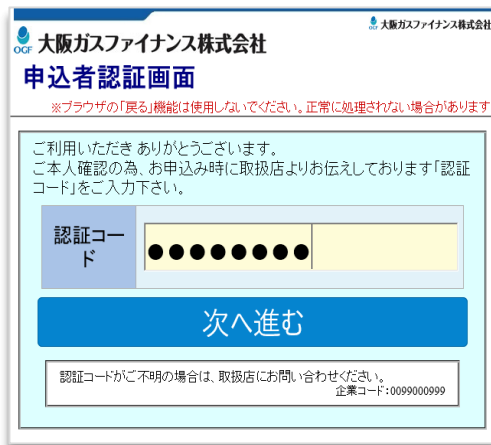 大阪ガスファイナンス株式会社
OGF 大阪ガスファイナンス株式会社
申込者認証画面
※ブラウザの「戻る」機能は使用しないでください。正常に処理されない場合があります
ご利用いただき ありがとうございます。
ご本人確認の為、お申込み時に取扱店よりお伝えしております「認証
コード」をご入力下さい。
認証コー
ド
●●●●●●●●
次へ進む
認証コードがご不明の場合は、取扱店にお問い合わせください。
企業コード:0099000999